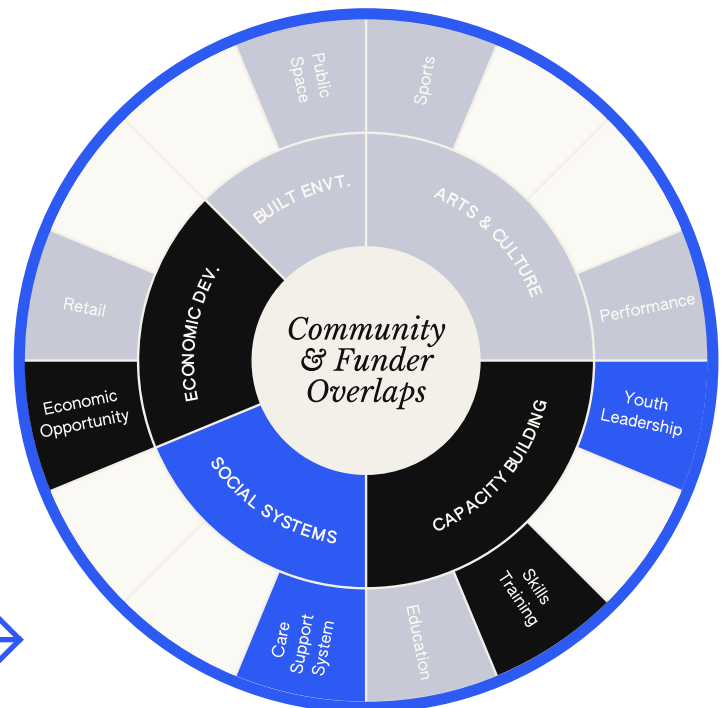 Public
Space
Sports
BUILT ENVT.
ARTS & CULTURE
Retail
ECONOMIC DEV.
Performance
Community
& Funder
Overlaps
Economic
Opportunity
Youth
Leadership
SOCIAL SYSTEMS
CAPACITY BUILDING
Care
Support
System
Education
Skills
Training